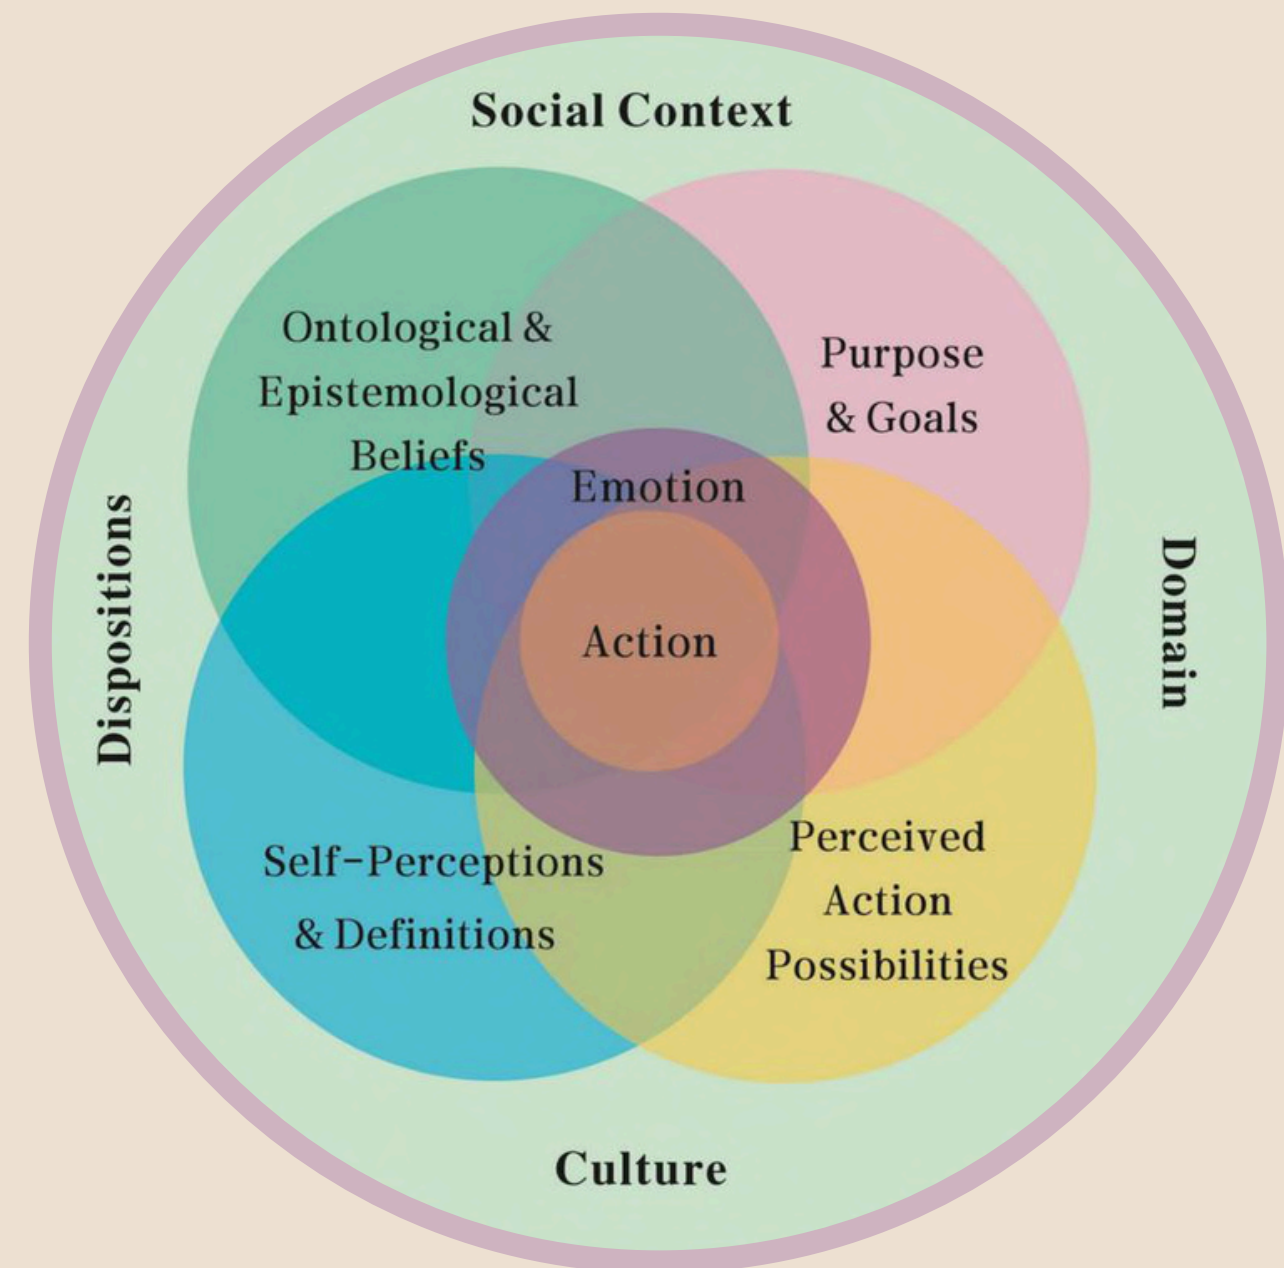 Social Context
Ontological &
Epistemological
Beliefs
Purpose
& Goals
Emotion
Action
Dispositions
Domain
Self-Perceptions
& Definitions
Perceived
Action
Possibilities
Culture